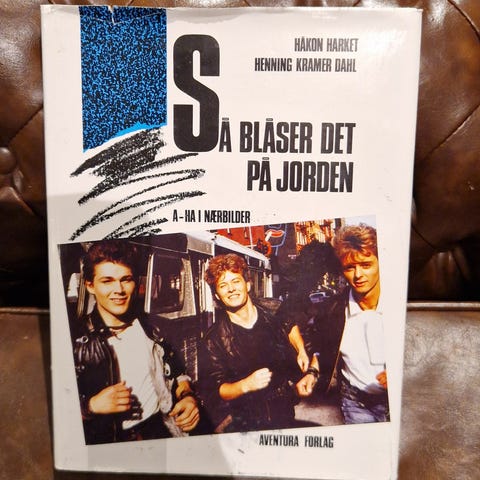 HÅKON HARKET
HENNING KRAMER DAHL
SÅ BLÅSER DET
PÅ JORDEN
A-HA I NÆRBILDER
AVENTURA FORLAG